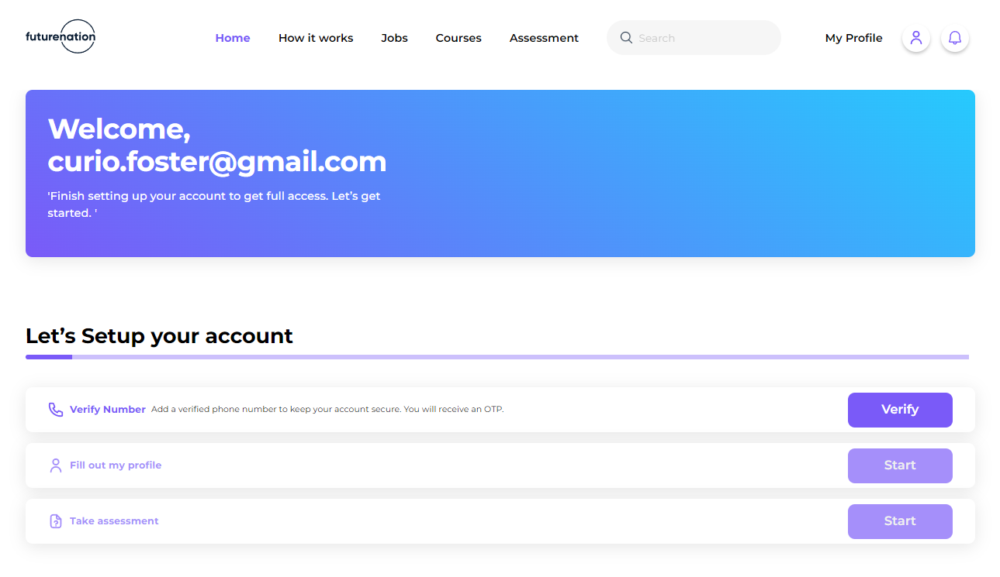 futurenation
Home How it works Jobs Courses Assessment Search My Profile
Welcome,
curio.foster@gmail.com
'Finish setting up your account to get full access. Let’s get
started. '
Let’s Setup your account
Verify Number Add a verified phone number to keep your account secure. You will receive an OTP. Verify
Fill out my profile Start
Take assessment Start